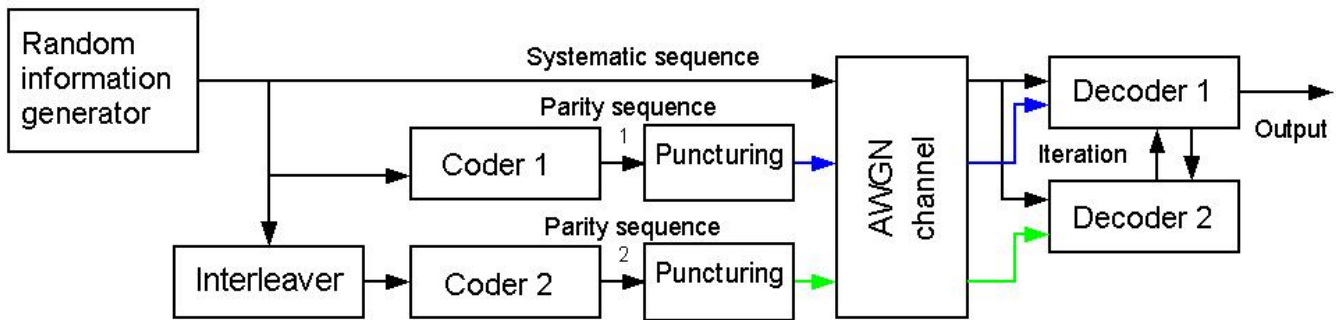 Random
information
generator
Systematic sequence
Parity sequence
1
Coder 1
Puncturing
Parity sequence
2
Interleaver
Coder 2
Puncturing
AWGN
channel
Decoder 1
Output
Iteration
Decoder 2